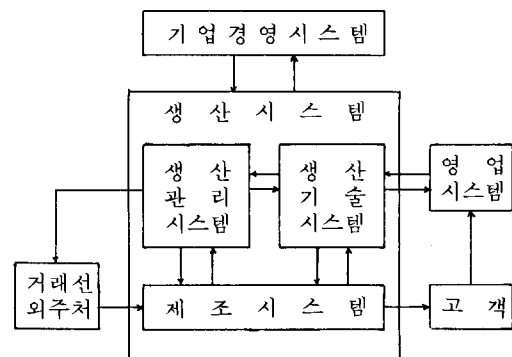 기업경영시스템
생산시스템
생산
관리
시스템
생산
기술
시스템
영업
시스템
거래선
외주처
제조시스템
고객